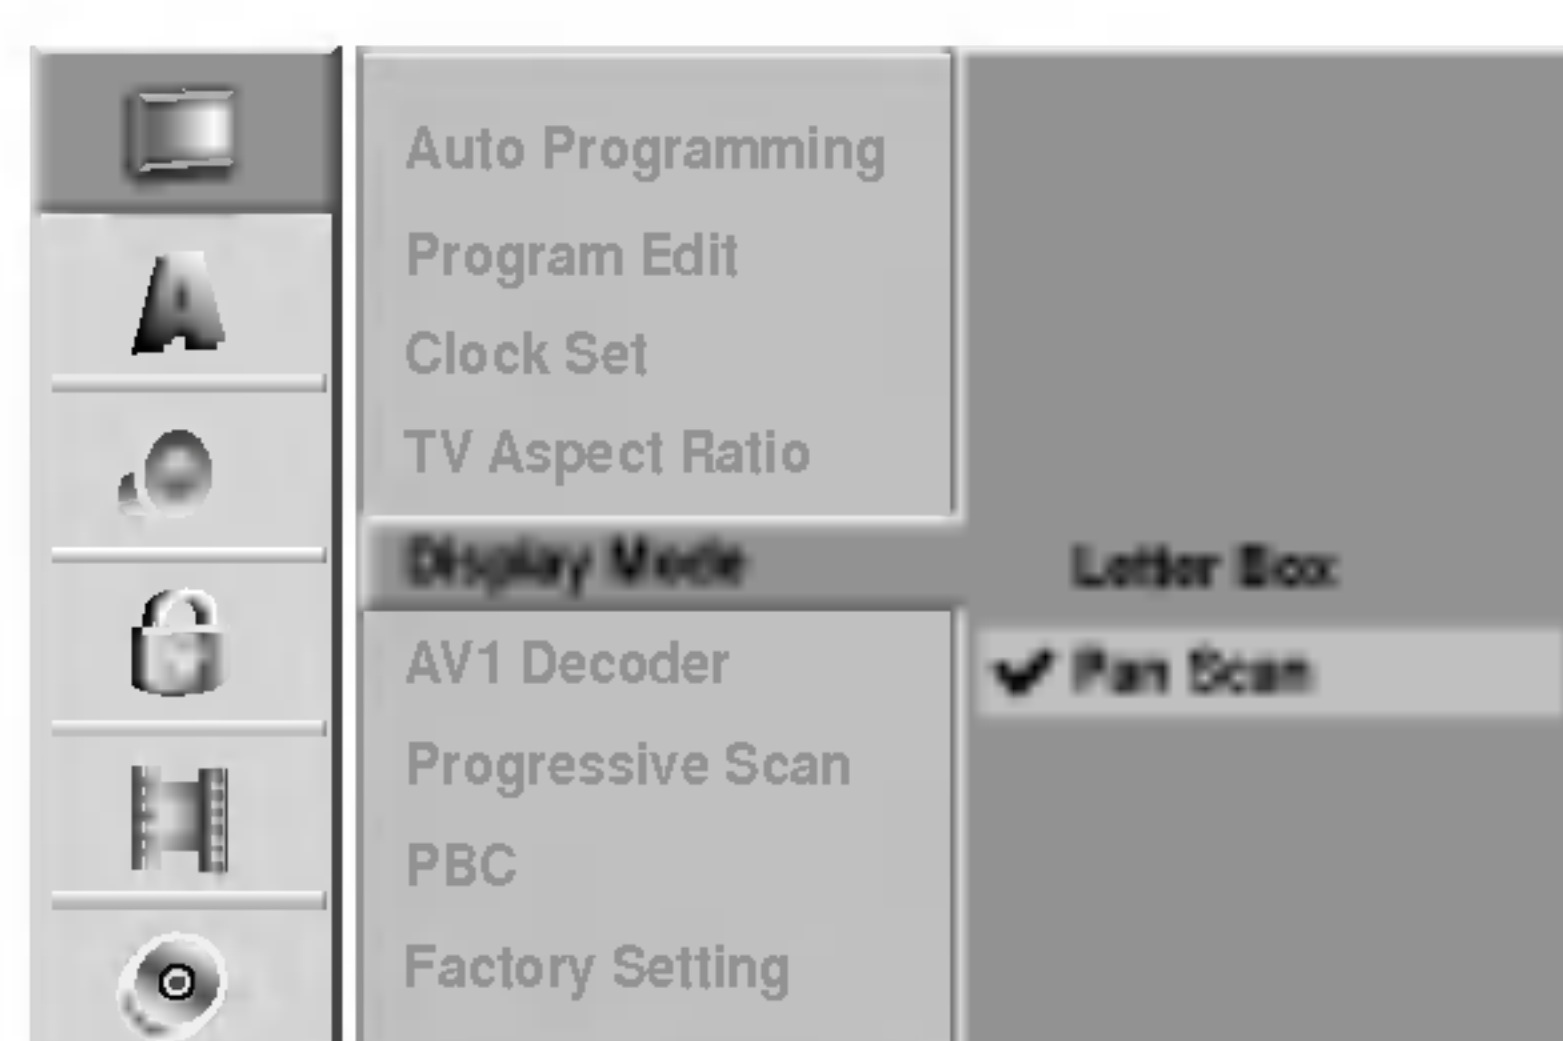 A
Auto Programming
Program Edit
Clock Set
TV Aspect Ratio
Display Mode
Letter Box
AV1 Decoder
Pan Scan
Progressive Scan
PBC
Factory Setting